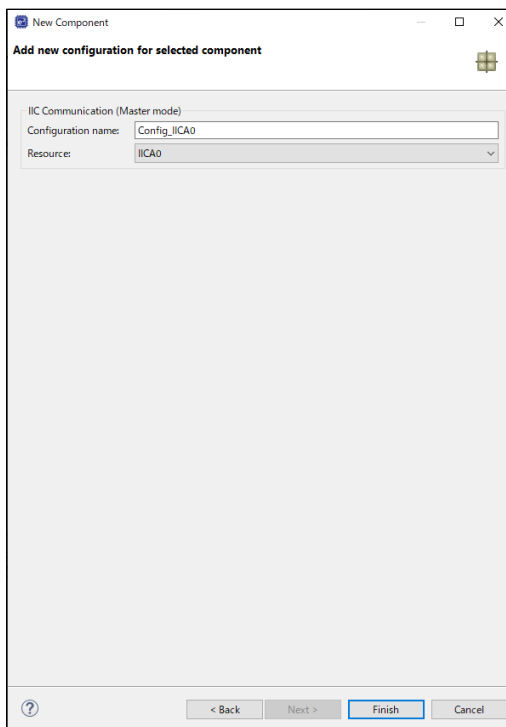 New Component
Add new configuration for selected component
IIC Communication (Master mode)
Configuration name: Config_IICA0
Resource: IICA0
? < Back Next > Finish Cancel